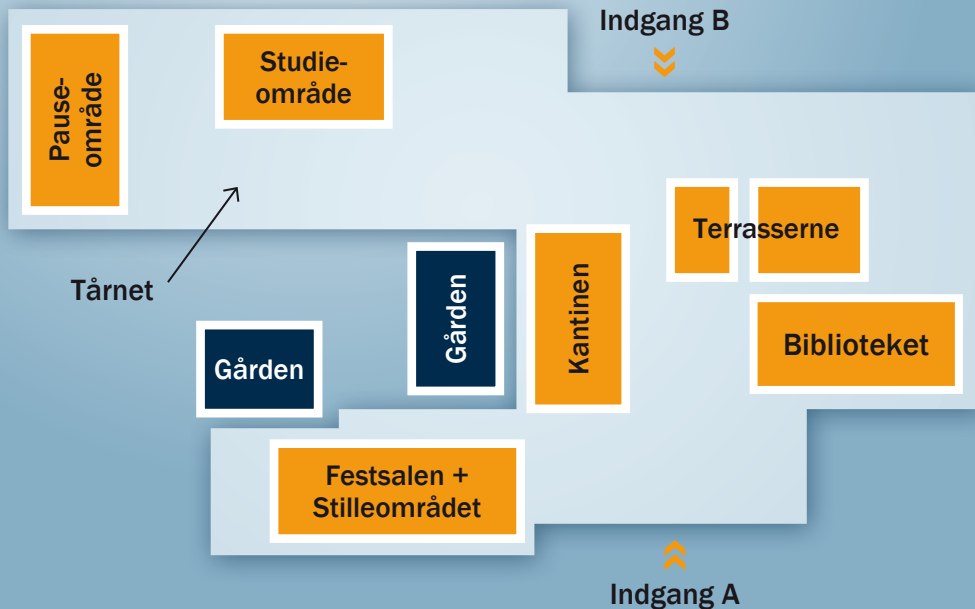 Indgang B
Pause-
område
Studie-
område
Terrasserne
Tårnet
Gården
Gården
Kantinen
Biblioteket
Festsalen +
Stilleområdet
Indgang A